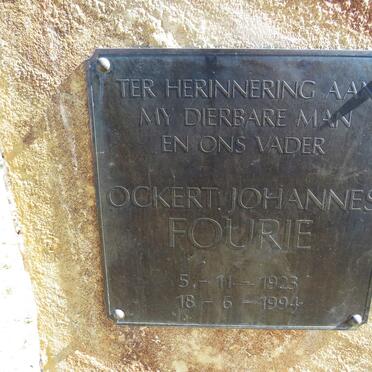 TER HERINNERING AAN
MY DIERBARE MAN
EN ONS VADER
OCKERT JOHANNES
FOURIE
5 - 11 - 1923
18 - 6 - 1994